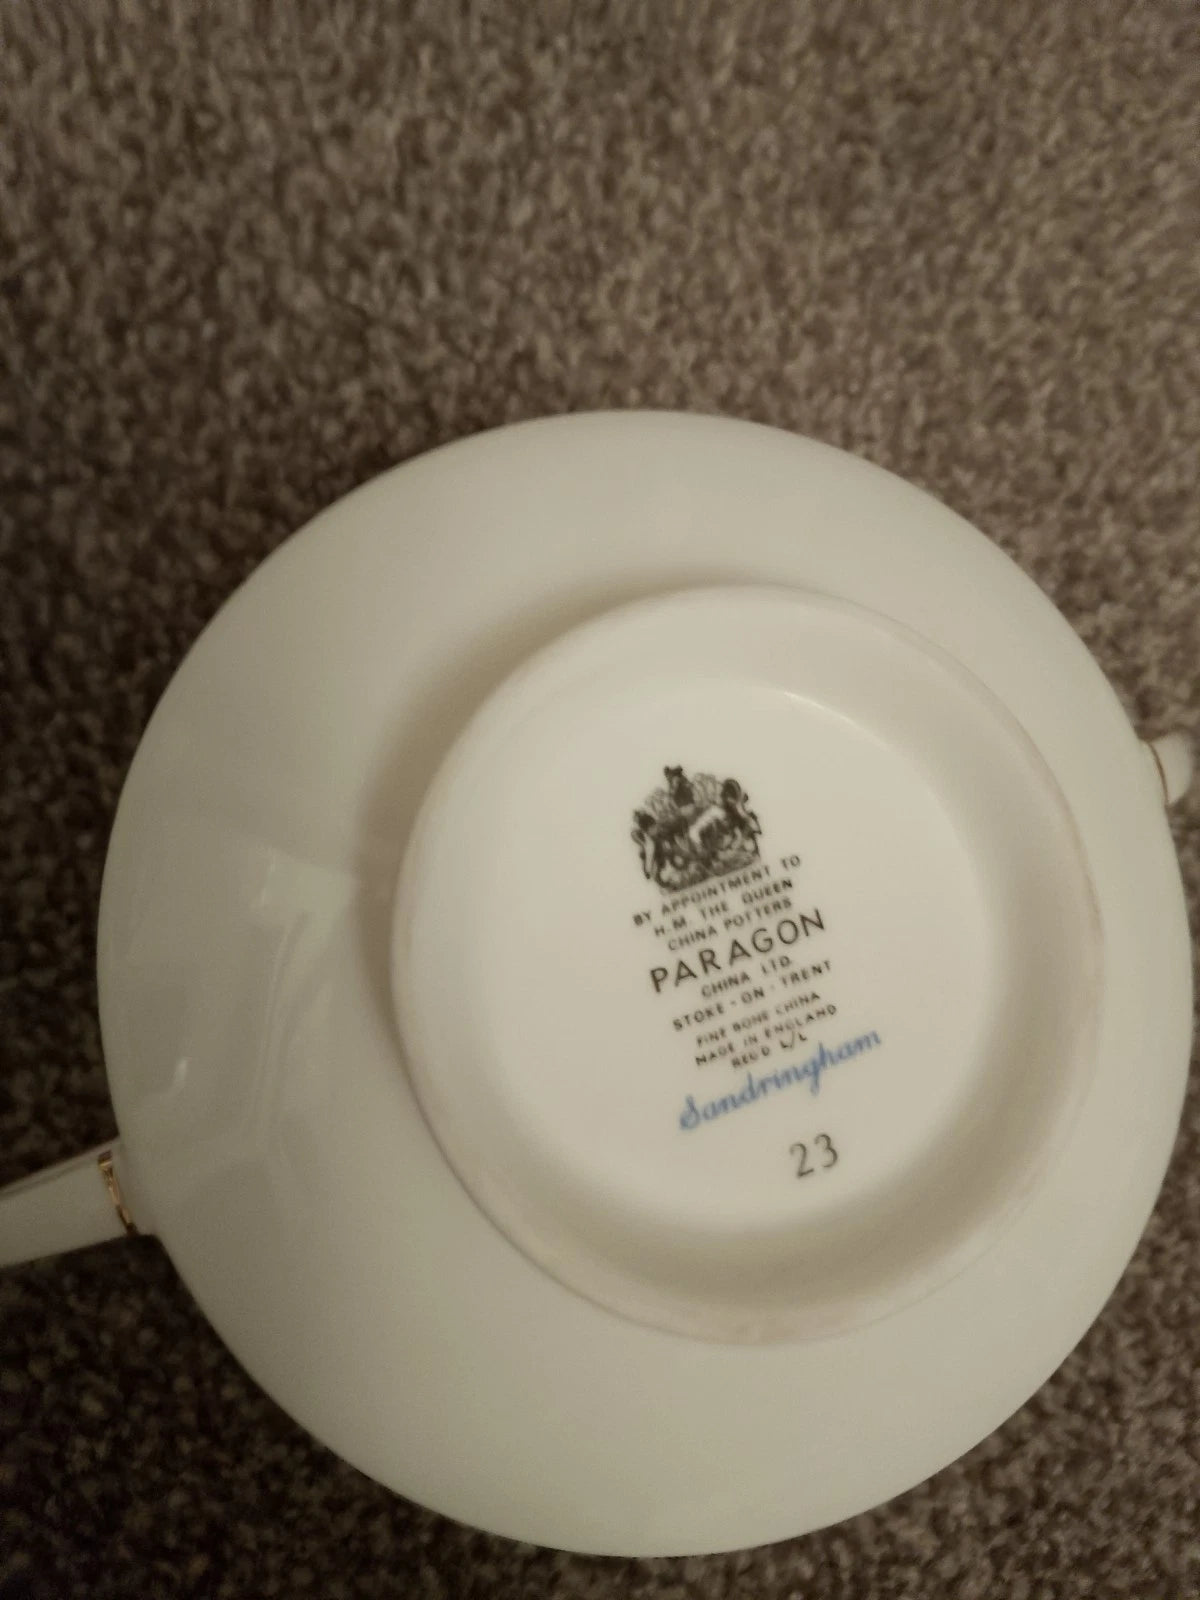 BY APPOINTMENT TO
H.M. THE QUEEN
CHINA POTTERS
PARAGON
CHINA LTD
STOKE-ON-TRENT
FINE BONE CHINA
MADE IN ENGLAND
REG'D
Sandringham
23